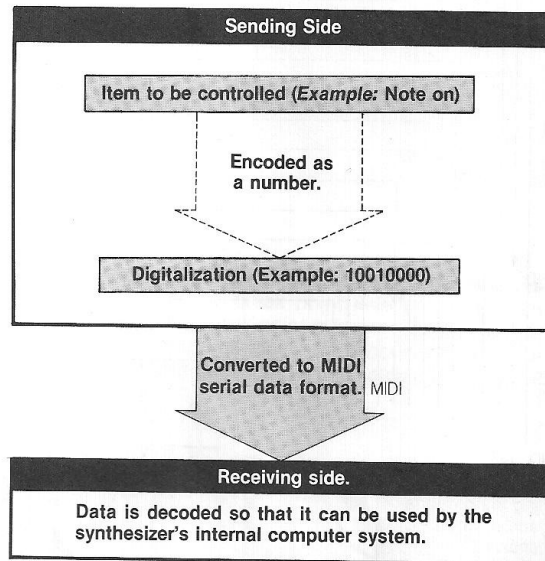 Sending Side
Item to be controlled (Example: Note on)
Encoded as
a number.
Digitalization (Example: 10010000)
Converted to MIDI
serial data format. MIDI
Receiving side.
Data is decoded so that it can be used by the
synthesizer's internal computer system.